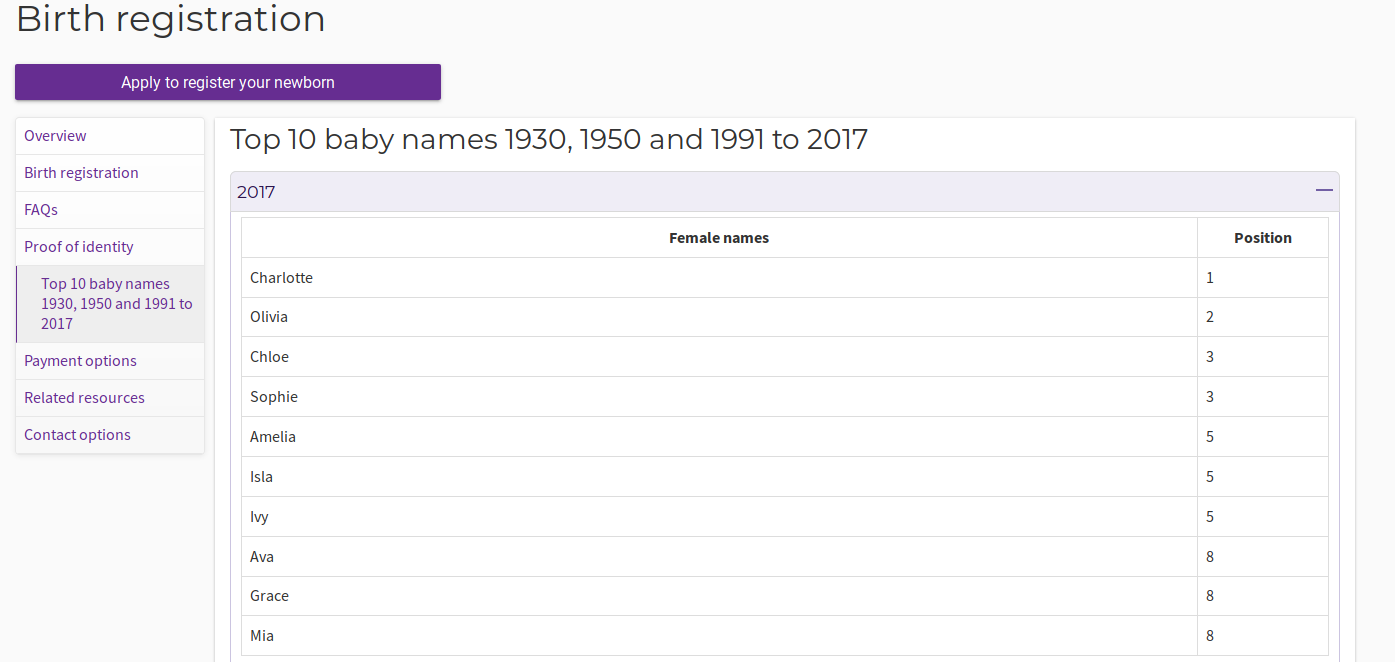 Birth registration
Apply to register your newborn
Overview
Birth registration
FAQs
Proof of identity
Top 10 baby names
1930, 1950 and 1991 to
2017
Payment options
Related resources
Contact options
Top 10 baby names 1930, 1950 and 1991 to 2017
2017
Female names Position
Charlotte 1
Olivia 2
Chloe 3
Sophie 3
Amelia 5
Isla 5
Ivy 5
Ava 8
Grace 8
Mia 8